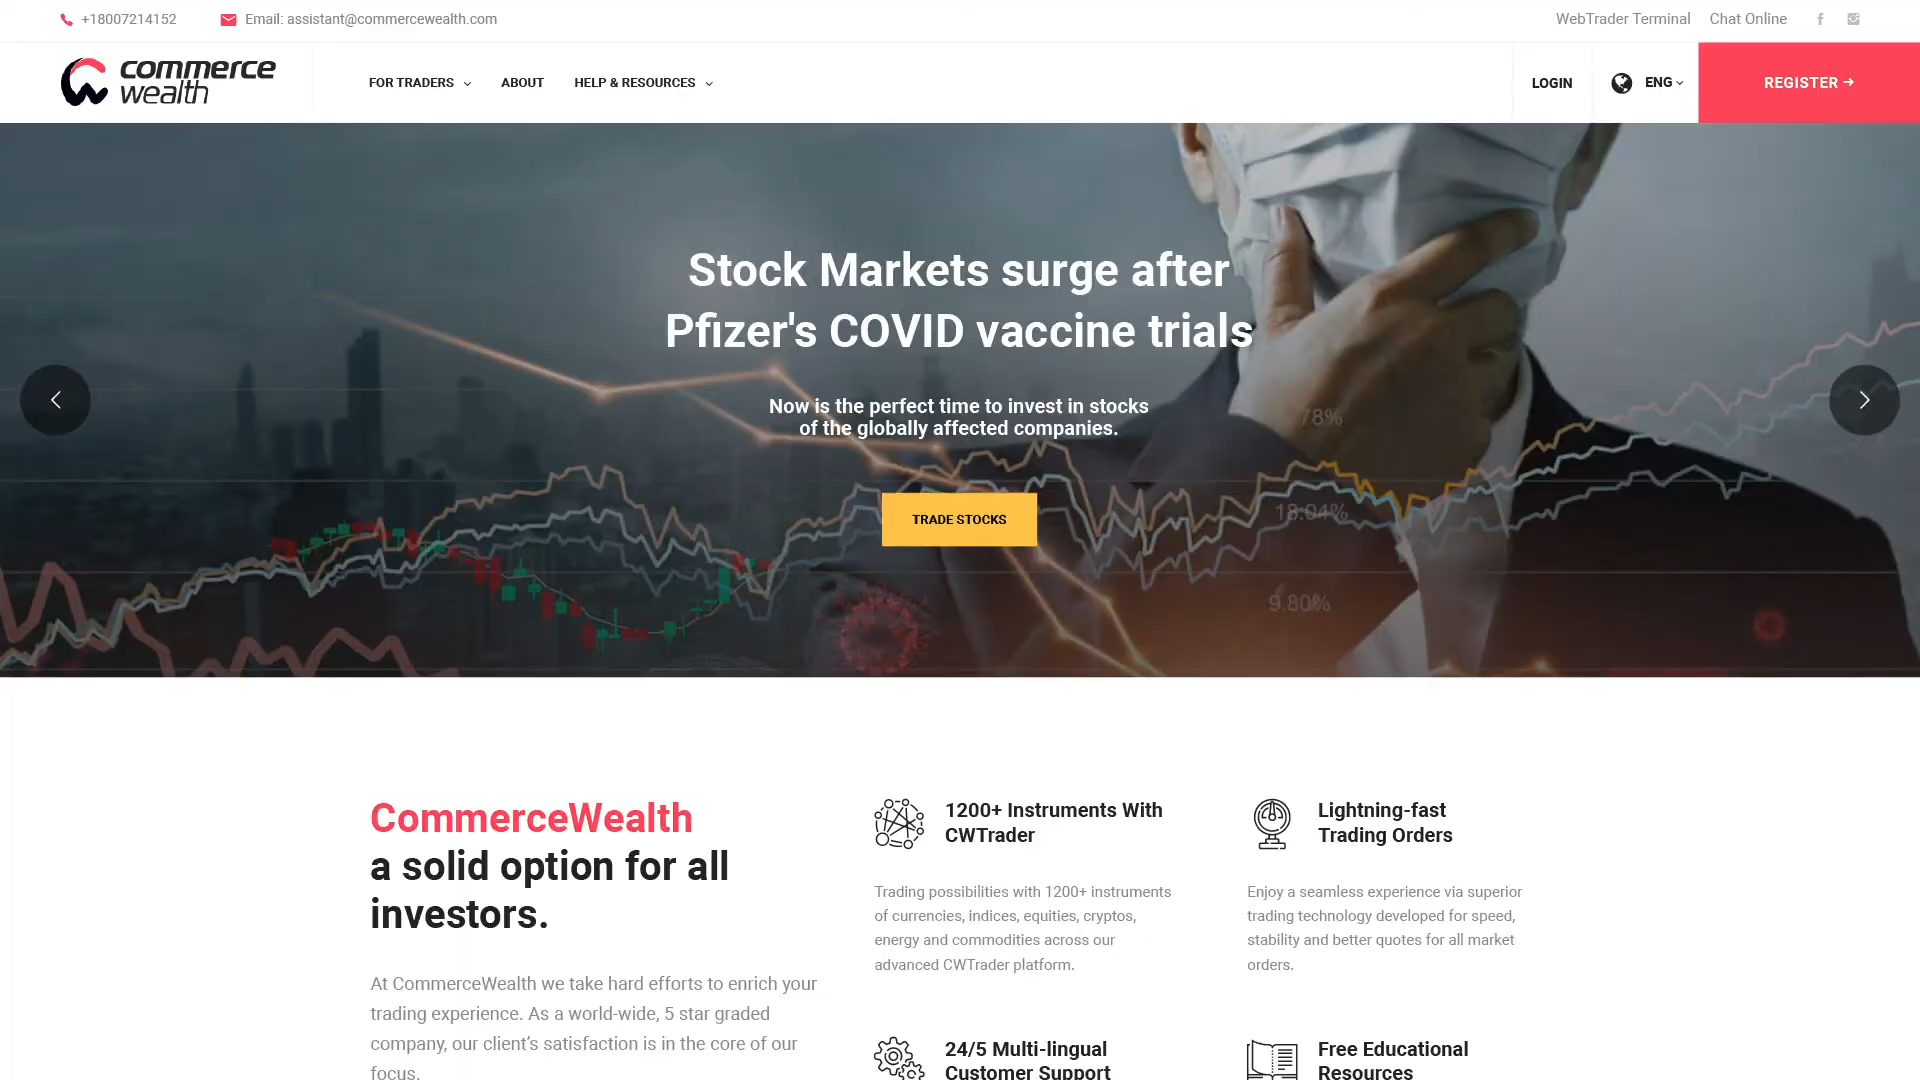 +18007214152
Email: assistant@commercewealth.com
WebTrader Terminal
Chat Online
commerce
wealth
FOR TRADERS
ABOUT
HELP & RESOURCES
LOGIN
ENG
REGISTER →
Stock Markets surge after
Pfizer's COVID vaccine trials
Now is the perfect time to invest in stocks
of the globally affected companies.
TRADE STOCKS
78%
18.04%
9.80%
CommerceWealth
a solid option for all
investors.
At CommerceWealth we take hard efforts to enrich your
trading experience. As a world-wide, 5 star graded
company, our client's satisfaction is in the core of our
focus.
1200+ Instruments With
CWTrader
Trading possibilities with 1200+ instruments
of currencies, indices, equities, cryptos,
energy and commodities across our
advanced CWTrader platform.
Lightning-fast
Trading Orders
Enjoy a seamless experience via superior
trading technology developed for speed,
stability and better quotes for all market
orders.
24/5 Multi-lingual
Customer Support
Free Educational
Resources